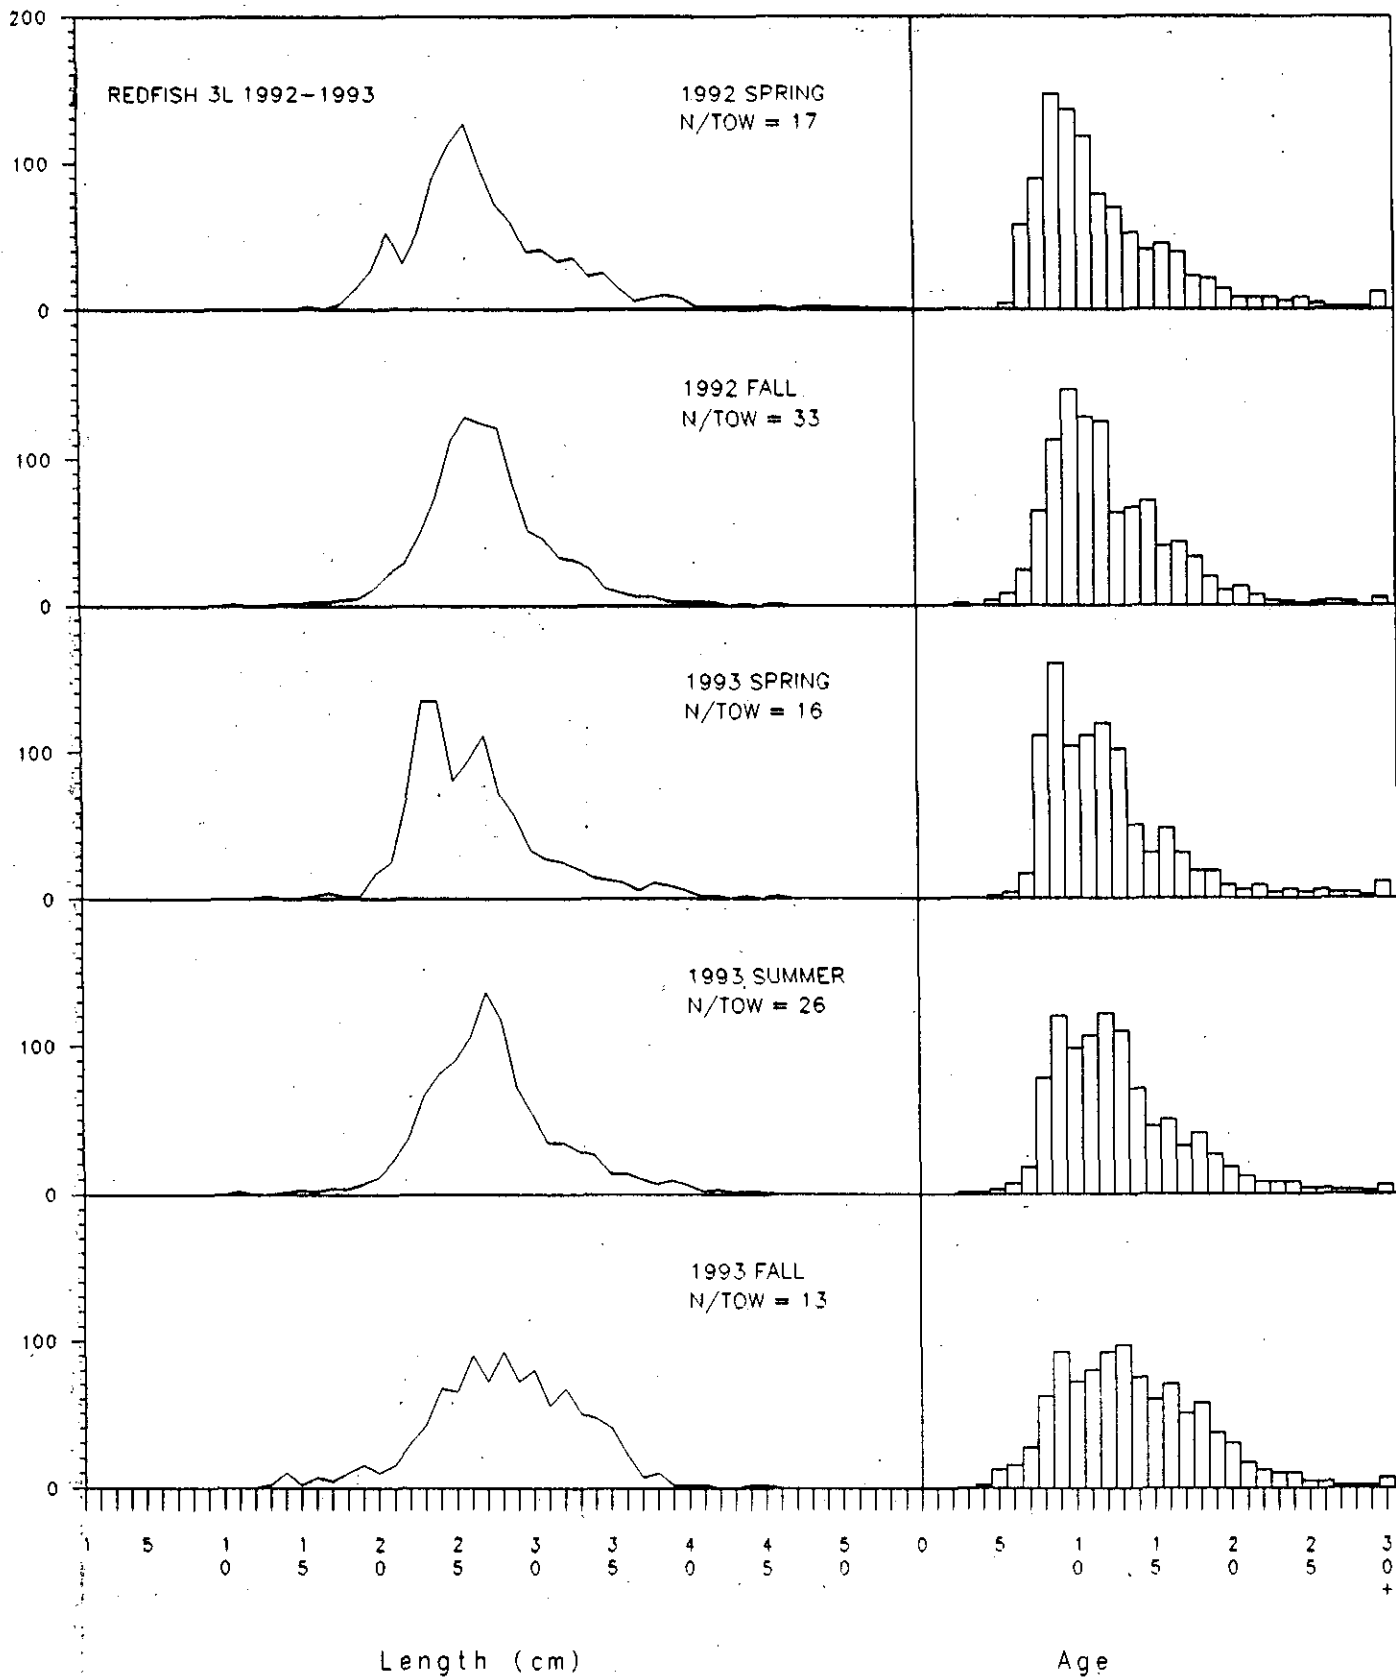 200
REDFISH 3L 1992-1993
1992 SPRING
N/TOW = 17
100
0
1992 FALL
N/TOW = 33
100
0
1993 SPRING
N/TOW = 16
100
0
1993 SUMMER
N/TOW = 26
100
0
1993 FALL
N/TOW = 13
100
0
1 5 10 15 20 25 30 35 40 45 50 0 5 10 15 20 25 30+
Length (cm) Age